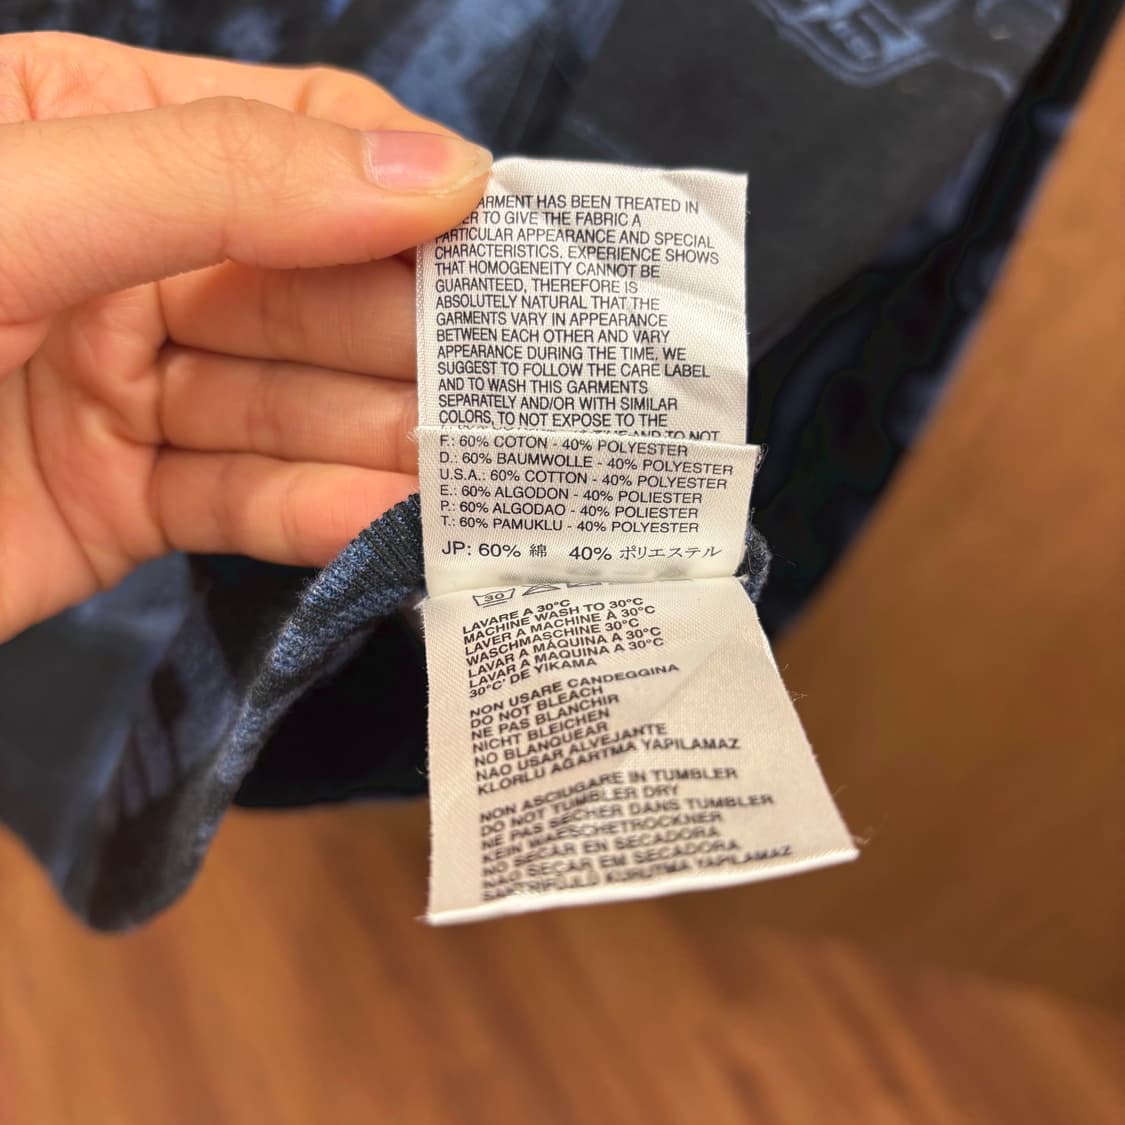 ARMENT HAS BEEN TREATED IN
ER TO GIVE THE FABRIC A
PARTICULAR APPEARANCE AND SPECIAL
CHARACTERISTICS. EXPERIENCE SHOWS
THAT HOMOGENEITY CANNOT BE
GUARANTEED, THEREFORE IS
ABSOLUTELY NATURAL THAT THE
GARMENTS VARY IN APPEARANCE
BETWEEN EACH OTHER AND VARY
APPEARANCE DURING THE TIME. WE
SUGGEST TO FOLLOW THE CARE LABEL
AND TO WASH THIS GARMENTS
SEPARATELY AND/OR WITH SIMILAR
COLORS, TO NOT EXPOSE TO THE
TIME AND TO NOT
F.: 60% COTON - 40% POLYESTER
D.: 60% BAUMWOLLE - 40% POLYESTER
U.S.A.: 60% COTTON - 40% POLYESTER
E.: 60% ALGODON - 40% POLIESTER
P.: 60% ALGODAO - 40% POLIESTER
T.: 60% PAMUKLU - 40% POLYESTER
JP: 60% 綿 40% ポリエステル
30
LAVARE A 30°C
MACHINE WASH TO 30°C
LAVER A MACHINE À 30°C
WASCHMASCHINE 30°C
LAVAR A MAQUINA A 30°C
LAVAR A MAQUINA A 30°C
30°C' DE YIKAMA
NON USARE CANDEGGINA
DO NOT BLEACH
NE PAS BLANCHIR
NICHT BLEICHEN
NO BLANQUEAR
NAO USAR ALVEJANTE
KLORLU AGARTMA YAPILAMAZ
NON ASCIUGARE IN TUMBLER
DO NOT TUMBLER DRY
NE PAS SECHER DANS TUMBLER
KEIN WAESCHETROCKNER
NO SECAR EN SECADORA
NAO SECAR EM SECADORA
KURUTMA YAPILAMAZ